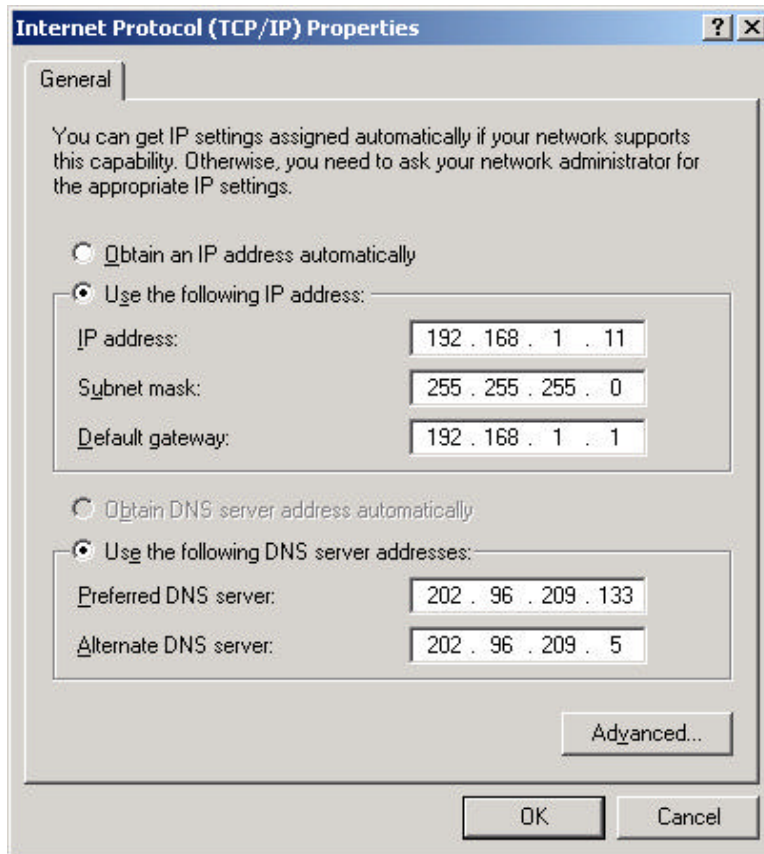 Internet Protocol (TCP/IP) Properties
General
You can get IP settings assigned automatically if your network supports
this capability. Otherwise, you need to ask your network administrator for
the appropriate IP settings.
Obtain an IP address automatically
Use the following IP address:
IP address: 192 . 168 . 1 . 11
Subnet mask: 255 . 255 . 255 . 0
Default gateway: 192 . 168 . 1 . 1
Obtain DNS server address automatically
Use the following DNS server addresses:
Preferred DNS server: 202 . 96 . 209 . 133
Alternate DNS server: 202 . 96 . 209 . 5
Advanced...
OK Cancel